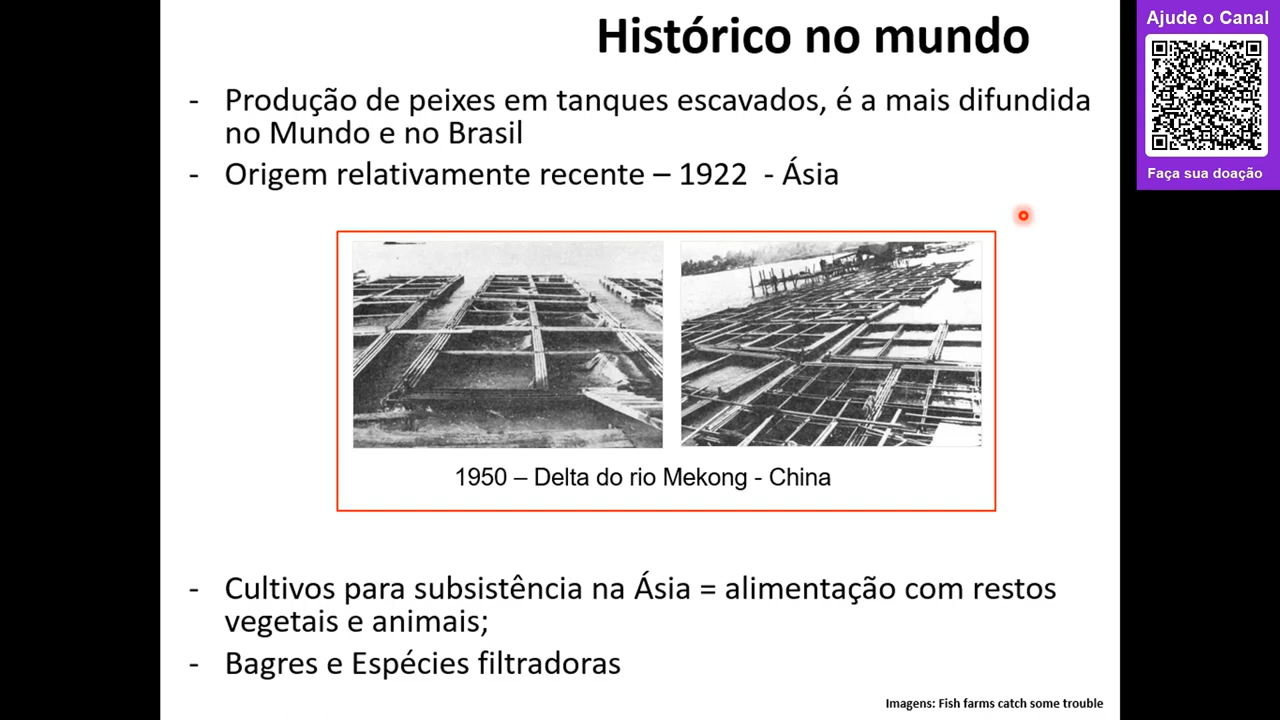 Histórico no mundo
Ajude o Canal
- Produção de peixes em tanques escavados, é a mais difundida
no Mundo e no Brasil
- Origem relativamente recente – 1922 - Ásia
Faça sua doação
1950 – Delta do rio Mekong - China
- Cultivos para subsistência na Ásia = alimentação com restos
vegetais e animais;
- Bagres e Espécies filtradoras
Imagens: Fish farms catch some trouble